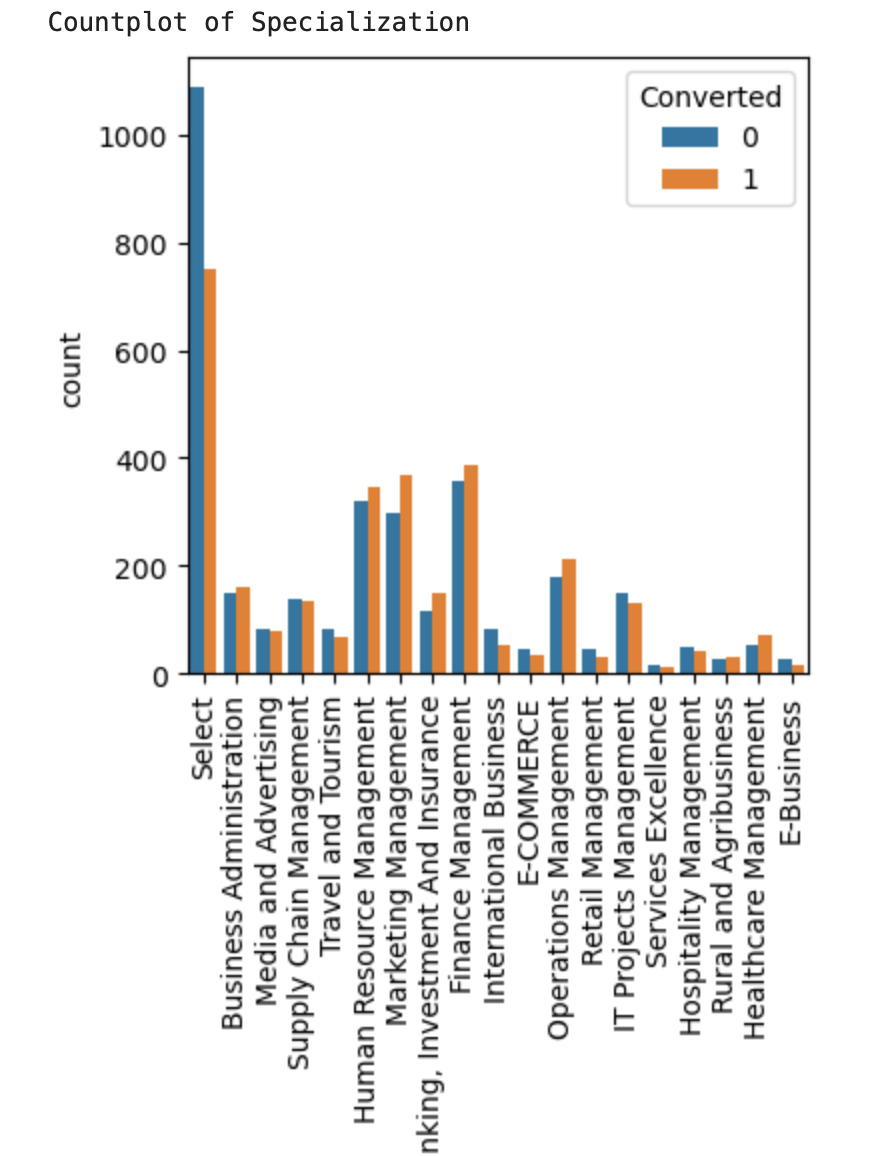 Countplot of Specialization
Converted
0
1
1000
800
600
400
200
0
count
Select
Business Administration
Media and Advertising
Supply Chain Management
Travel and Tourism
Human Resource Management
Marketing Management
nking, Investment And Insurance
Finance Management
International Business
E-COMMERCE
Operations Management
Retail Management
IT Projects Management
Services Excellence
Hospitality Management
Rural and Agribusiness
Healthcare Management
E-Business